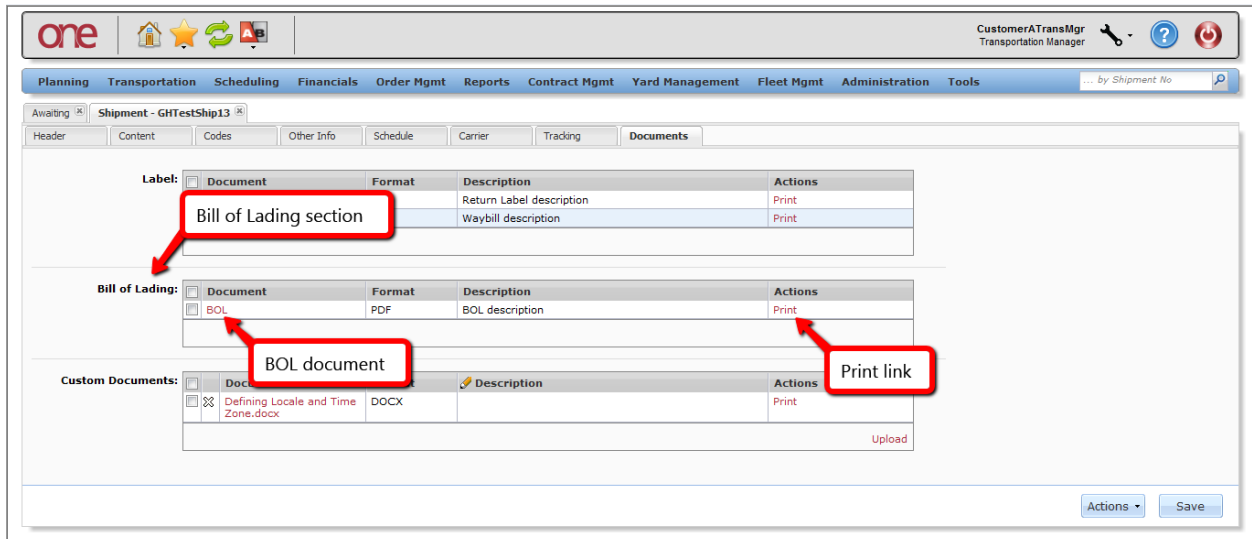 one
AB
CustomerATransMgr
Transportation Manager
?
Planning Transportation Scheduling Financials Order Mgmt Reports Contract Mgmt Yard Management Fleet Mgmt Administration Tools ... by Shipment No
Awaiting Shipment - GHTestShip13
Header Content Codes Other Info Schedule Carrier Tracking Documents
Label: Document Format Description Actions
Return Label description Print
Bill of Lading section
Waybill description Print
Bill of Lading: Document Format Description Actions
BOL PDF BOL description Print
BOL document
Print link
Custom Documents: Description Actions
Defining Locale and Time Zone.docx DOCX Print
Upload
Actions Save